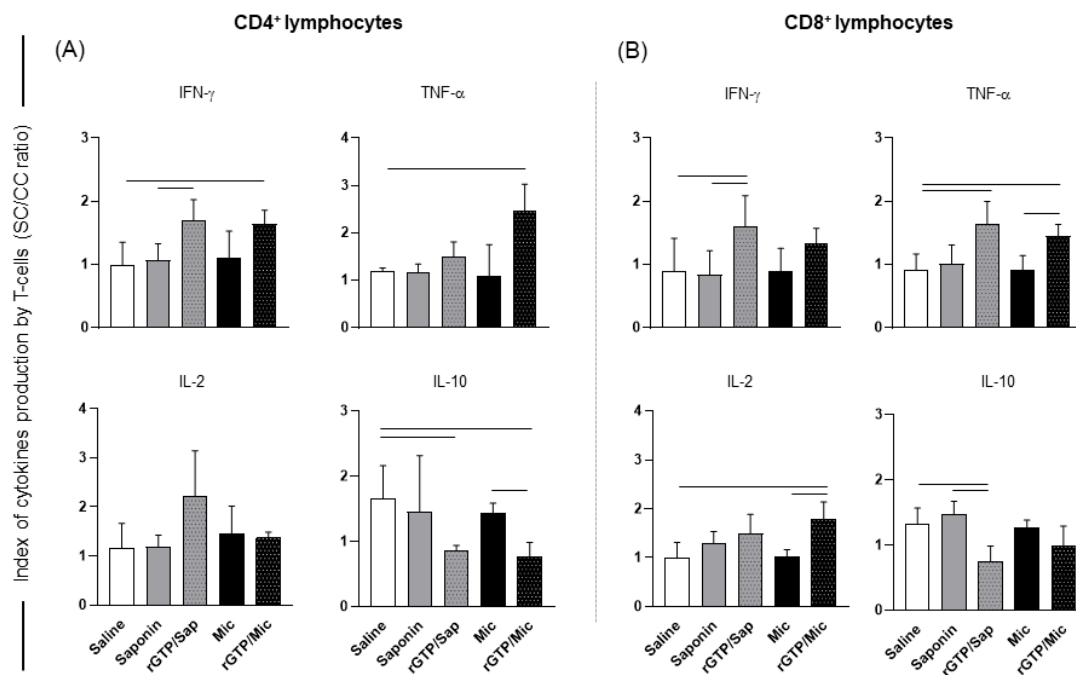 CD4⁺ lymphocytes
CD8⁺ lymphocytes
(A)
(B)
Index of cytokines production by T-cells (SC/CC ratio)
IFN-γ
TNF-α
IFN-γ
TNF-α
3
2
1
0
4
3
2
1
0
3
2
1
0
3
2
1
0
IL-2
IL-10
IL-2
IL-10
4
3
2
1
0
3
2
1
0
4
3
2
1
0
3
2
1
0
Saline
Saponin
rGTP/Sap
Mic
rGTP/Mic
Saline
Saponin
rGTP/Sap
Mic
rGTP/Mic
Saline
Saponin
rGTP/Sap
Mic
rGTP/Mic
Saline
Saponin
rGTP/Sap
Mic
rGTP/Mic